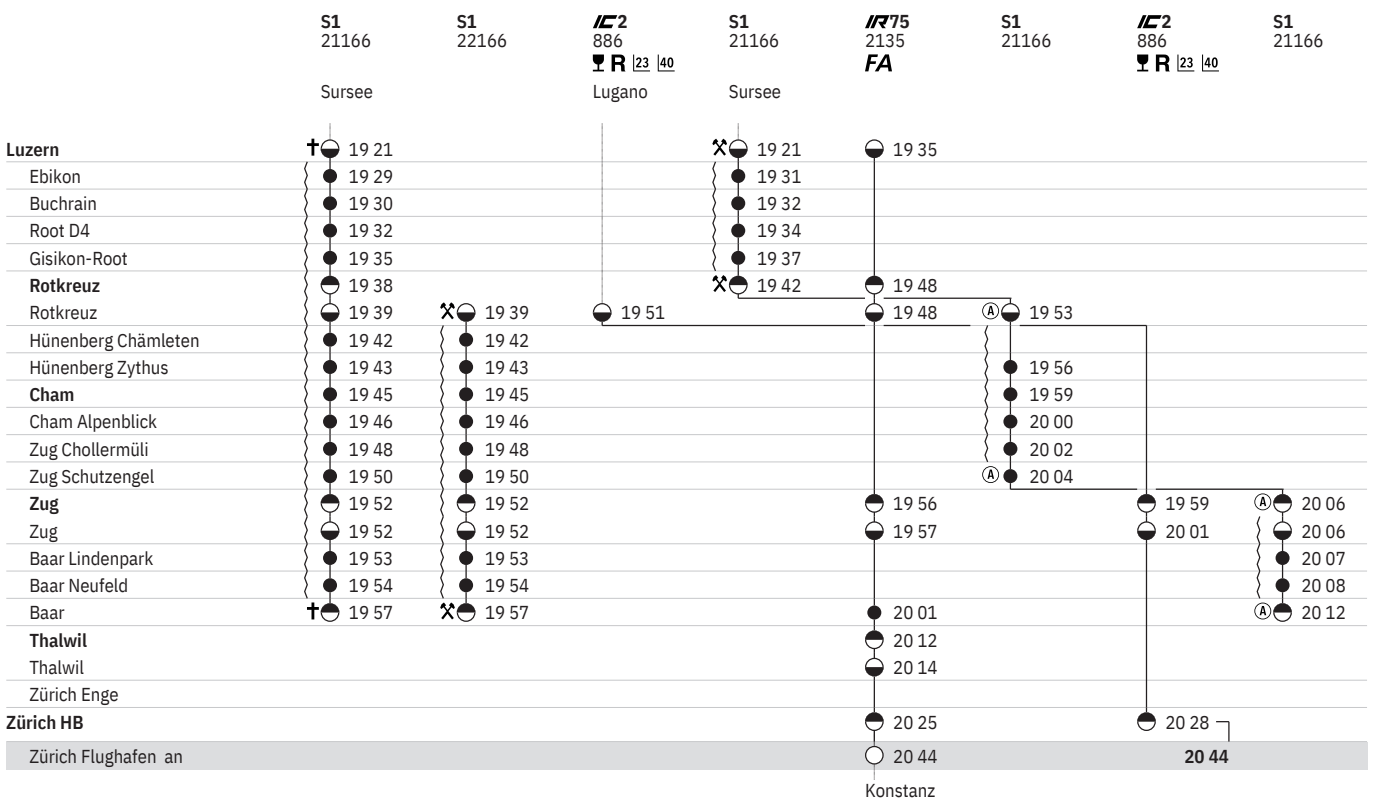 S1 S1 IC2 S1 IR75 S1 IC2 S1
21166 22166 886 21166 2135 21166 886 21166
R 23 40 FA R 23 40
Sursee Lugano Sursee
Luzern 19 21 19 21 19 35
Ebikon 19 29 19 31
Buchrain 19 30 19 32
Root D4 19 32 19 34
Gisikon-Root 19 35 19 37
Rotkreuz 19 38 19 42 19 48
Rotkreuz 19 39 19 39 19 51 19 48 A 19 53
Hünenberg Chämleten 19 42 19 42
Hünenberg Zythus 19 43 19 43 19 56
Cham 19 45 19 45 19 59
Cham Alpenblick 19 46 19 46 20 00
Zug Chollermüli 19 48 19 48 20 02
Zug Schutzengel 19 50 19 50 A 20 04
Zug 19 52 19 52 19 56 19 59 A 20 06
Zug 19 52 19 52 19 57 20 01 20 06
Baar Lindenpark 19 53 19 53 20 07
Baar Neufeld 19 54 19 54 20 08
Baar 19 57 19 57 20 01 A 20 12
Thalwil 20 12
Thalwil 20 14
Zürich Enge
Zürich HB 20 25 20 28
Zürich Flughafen an 20 44 20 44
Konstanz